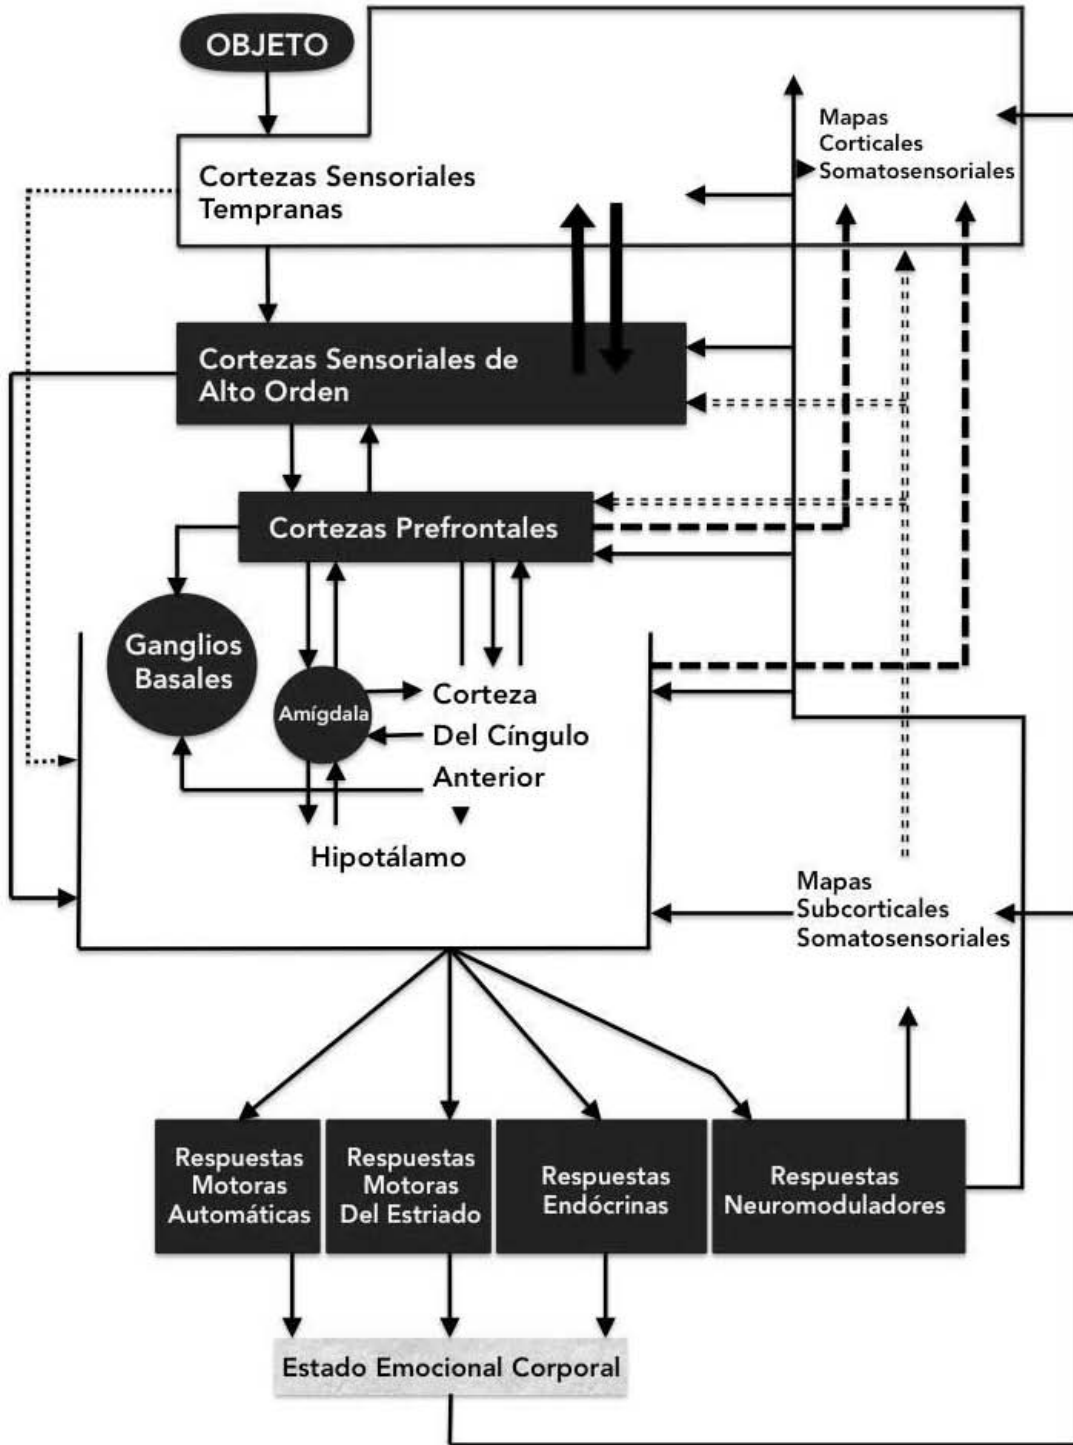 OBJETO
Mapas
Corticales
Somatosensoriales
Cortezas Sensoriales
Tempranas
Cortezas Sensoriales de
Alto Orden
Cortezas Prefrontales
Ganglios
Basales
Amígdala
Corteza
Del Cíngulo
Anterior
Hipotálamo
Mapas
Subcorticales
Somatosensoriales
Respuestas
Motoras
Automáticas
Respuestas
Motoras
Del Estriado
Respuestas
Endócrinas
Respuestas
Neuromoduladores
Estado Emocional Corporal